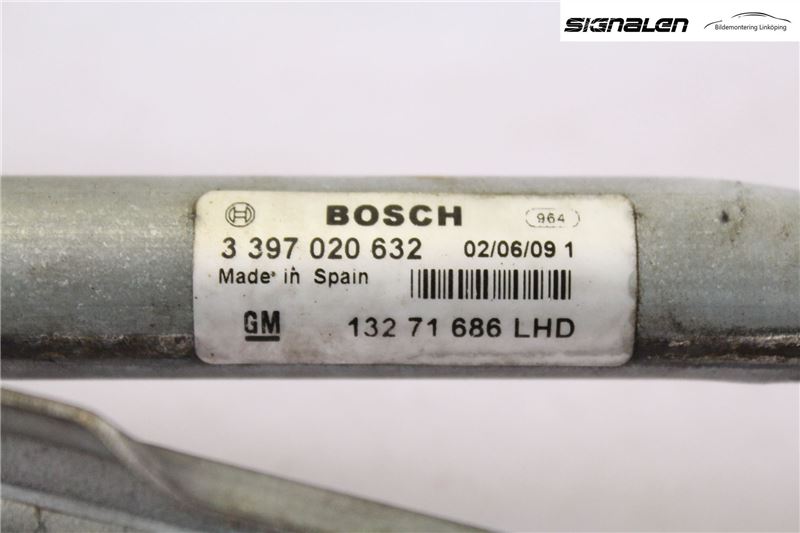 SIGNALEN
Bildemontering Linköping
BOSCH 964
3 397 020 632 02/06/09 1
Made in Spain
GM 132 71 686 LHD